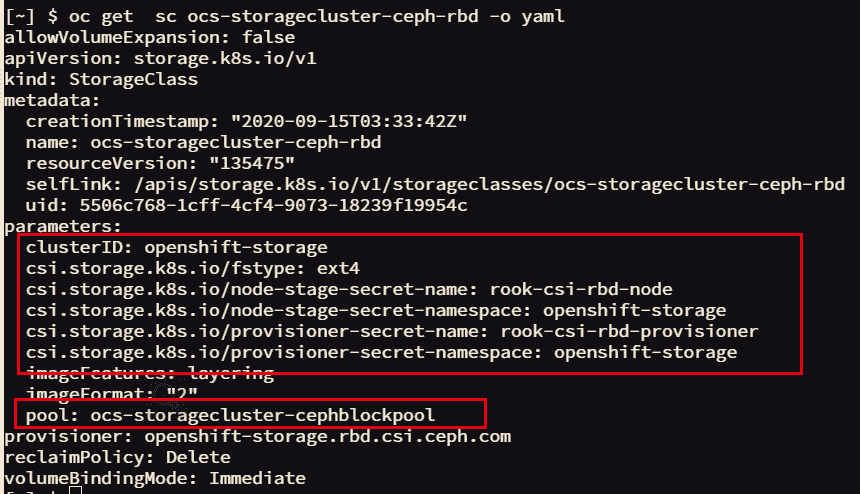 [~] $ oc get  sc ocs-storagecluster-ceph-rbd -o yaml
allowVolumeExpansion: false
apiVersion: storage.k8s.io/v1
kind: StorageClass
metadata:
  creationTimestamp: "2020-09-15T03:33:42Z"
  name: ocs-storagecluster-ceph-rbd
  resourceVersion: "135475"
  selfLink: /apis/storage.k8s.io/v1/storageclasses/ocs-storagecluster-ceph-rbd
  uid: 5506c768-1cff-4cf4-9073-18239f19954c
parameters:
  clusterID: openshift-storage
  csi.storage.k8s.io/fstype: ext4
  csi.storage.k8s.io/node-stage-secret-name: rook-csi-rbd-node
  csi.storage.k8s.io/node-stage-secret-namespace: openshift-storage
  csi.storage.k8s.io/provisioner-secret-name: rook-csi-rbd-provisioner
  csi.storage.k8s.io/provisioner-secret-namespace: openshift-storage
  imageFeatures: layering
  imageFormat: "2"
  pool: ocs-storagecluster-cephblockpool
provisioner: openshift-storage.rbd.csi.ceph.com
reclaimPolicy: Delete
volumeBindingMode: Immediate